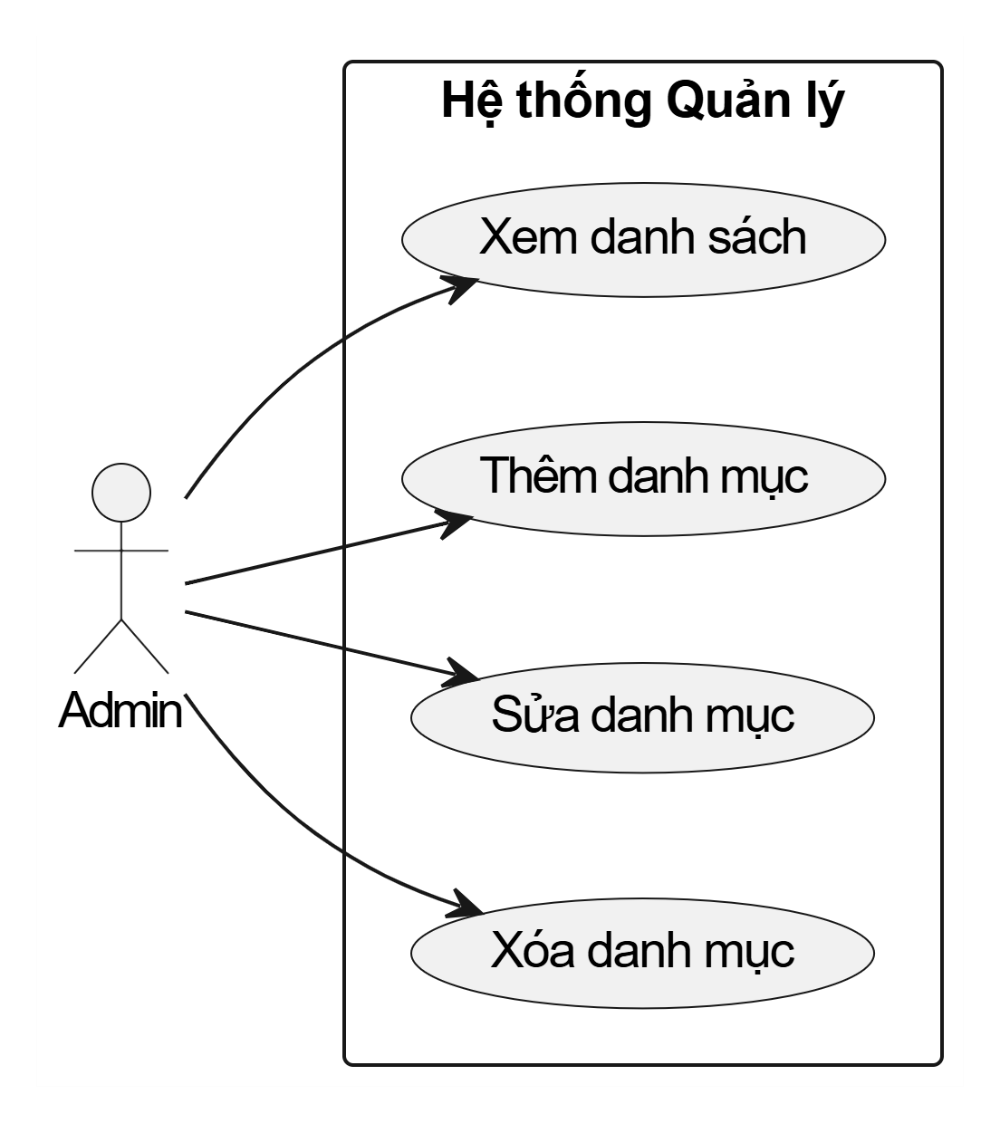 Hệ thống Quản lý
Xem danh sách
Thêm danh mục
Sửa danh mục
Admin
Xóa danh mục